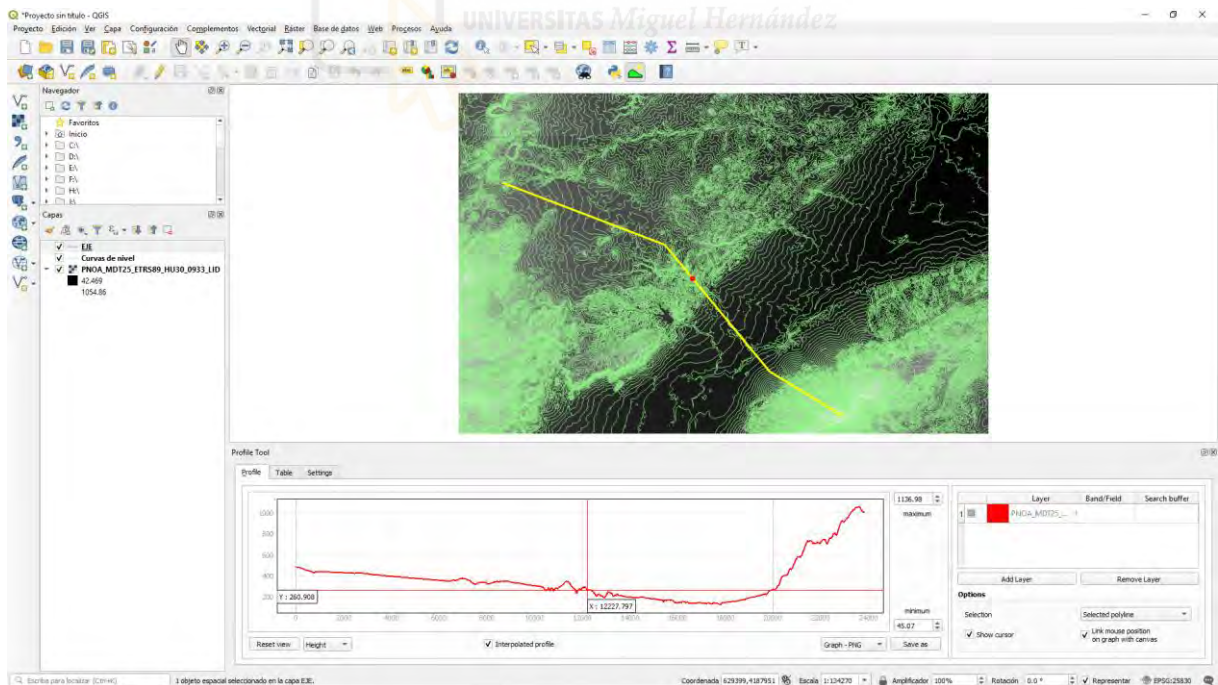 *Proyecto sin título - QGIS
UNIVERSITAS Miguel Hernández
Proyecto Edición Ver Capa Configuración Complementos Vectorial Ráster Base de datos Web Procesos Ayuda
Navegador
Favoritos
Inicio
C:\
D:\
E:\
F:\
H:\
Capas
EJE
Curvas de nivel
PNOA_MDT25_ETRS89_HU30_0933_LID
42.469
1054.86
Profile Tool
Profile Table Settings
1000
800
600
400
200
Y : 260.908
X : 12227.797
0 2000 4000 6000 8000 10000 12000 14000 16000 18000 20000 22000 24000
1136.98
maximum
minimum
45.07
Reset view Height Interpolated profile Graph - PNG Save as
Layer Band/Field Search buffer
1 PNOA_MDT25_... 1
Add Layer Remove Layer
Options
Selection Selected polyline
Show cursor Link mouse position on graph with canvas
Escriba para localizar (Ctrl+K) 1 objeto espacial seleccionado en la capa EJE. Coordenada 629399,4187951 Escala 1:124270 Amplificador 100% Rotación 0.0 ° Representar EPSG:25830